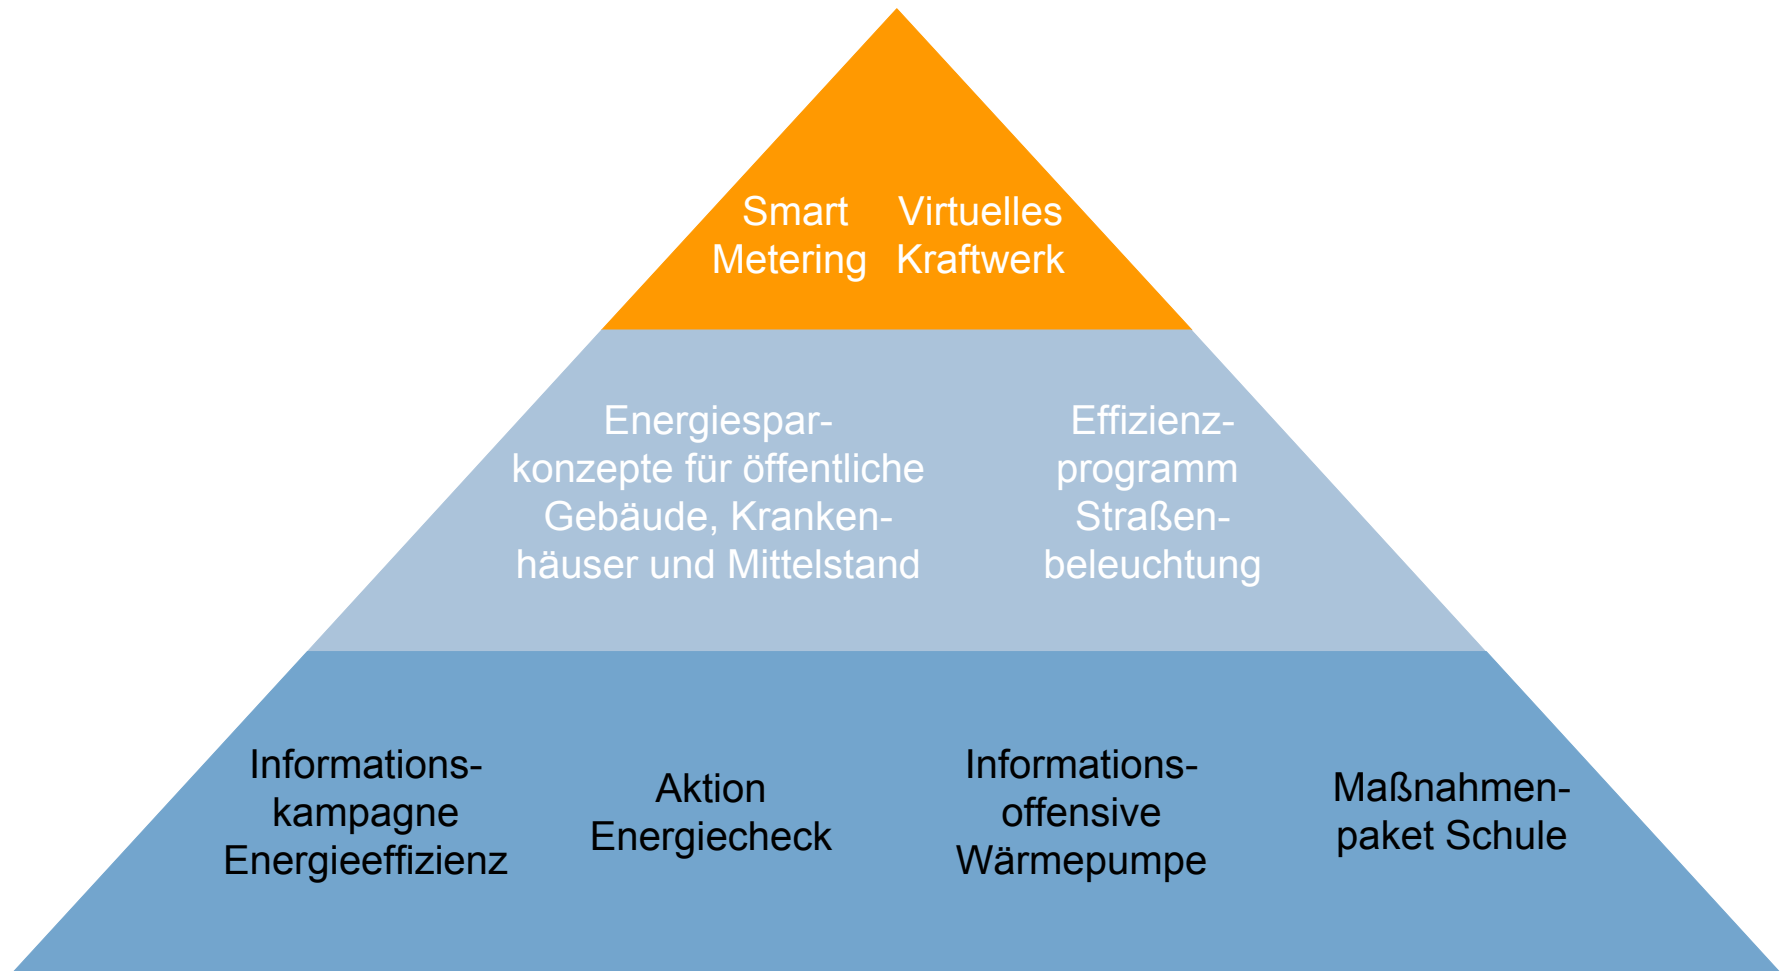 Smart
Metering
Virtuelles
Kraftwerk
Energiespar-
konzepte für öffentliche
Gebäude, Kranken-
häuser und Mittelstand
Effizienz-
programm
Straßen-
beleuchtung
Informations-
kampagne
Energieeffizienz
Aktion
Energiecheck
Informations-
offensive
Wärmepumpe
Maßnahmen-
paket Schule